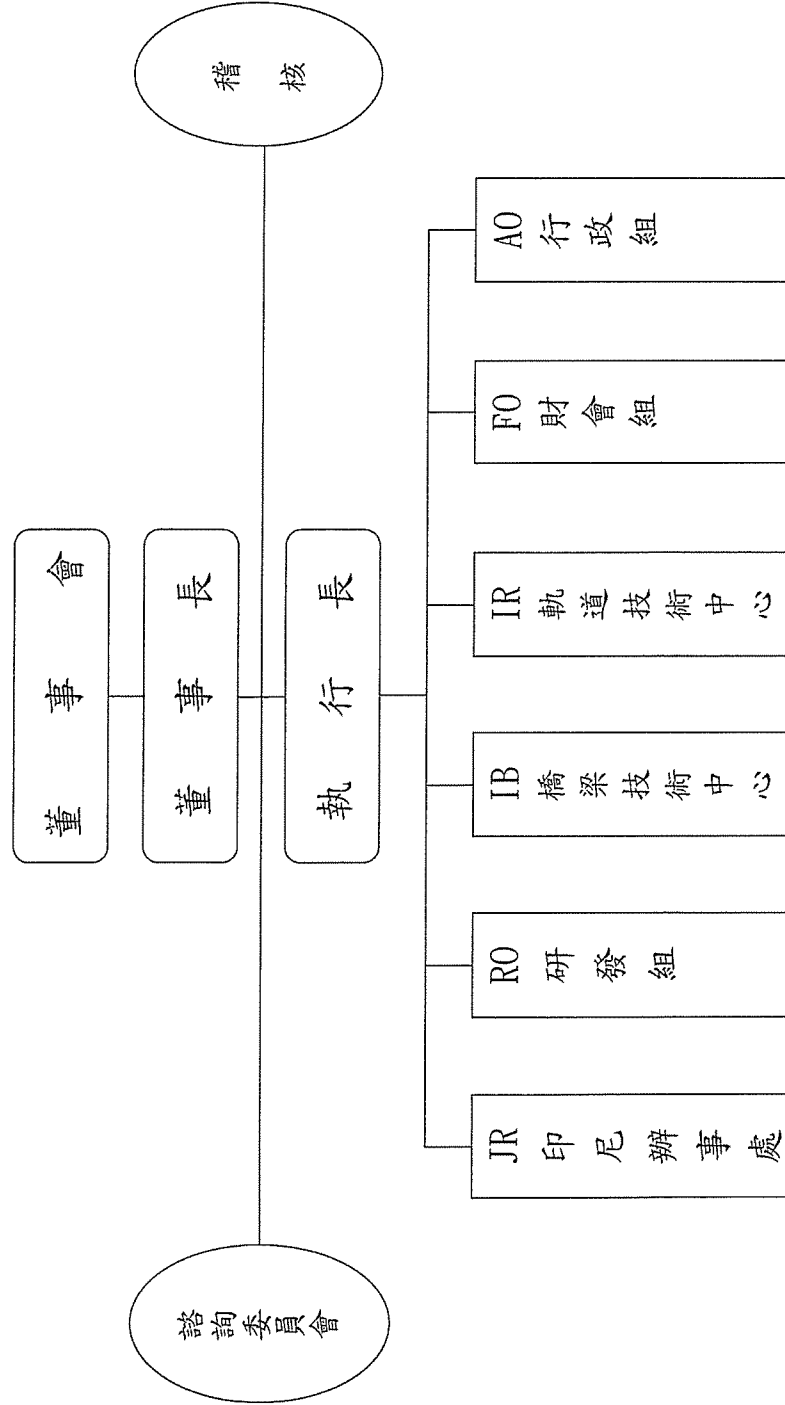 董事會
董事長
諮詢委員會
稽核
執行長
JR 印尼辦事處
RO 研發組
IB 橋梁技術中心
IR 軌道技術中心
FO 財會組
AO 行政組